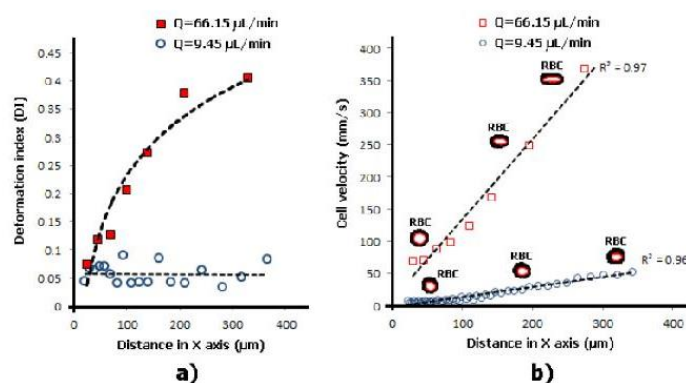 Q=66.15 µL/min
Q=9.45 µL/min
Deformation index (DI)
0.45
0.4
0.35
0.3
0.25
0.2
0.15
0.1
0.05
0
0 100 200 300 400
Distance in X axis (µm)
a)
Q=66.15 µL/min
Q=9.45 µL/min
Cell velocity (mm/s)
400
350
300
250
200
150
100
50
0
RBC
R² = 0.97
RBC
RBC
RBC
RBC
RBC
R² = 0.96
0 100 200 300 400
Distance in X axis (µm)
b)